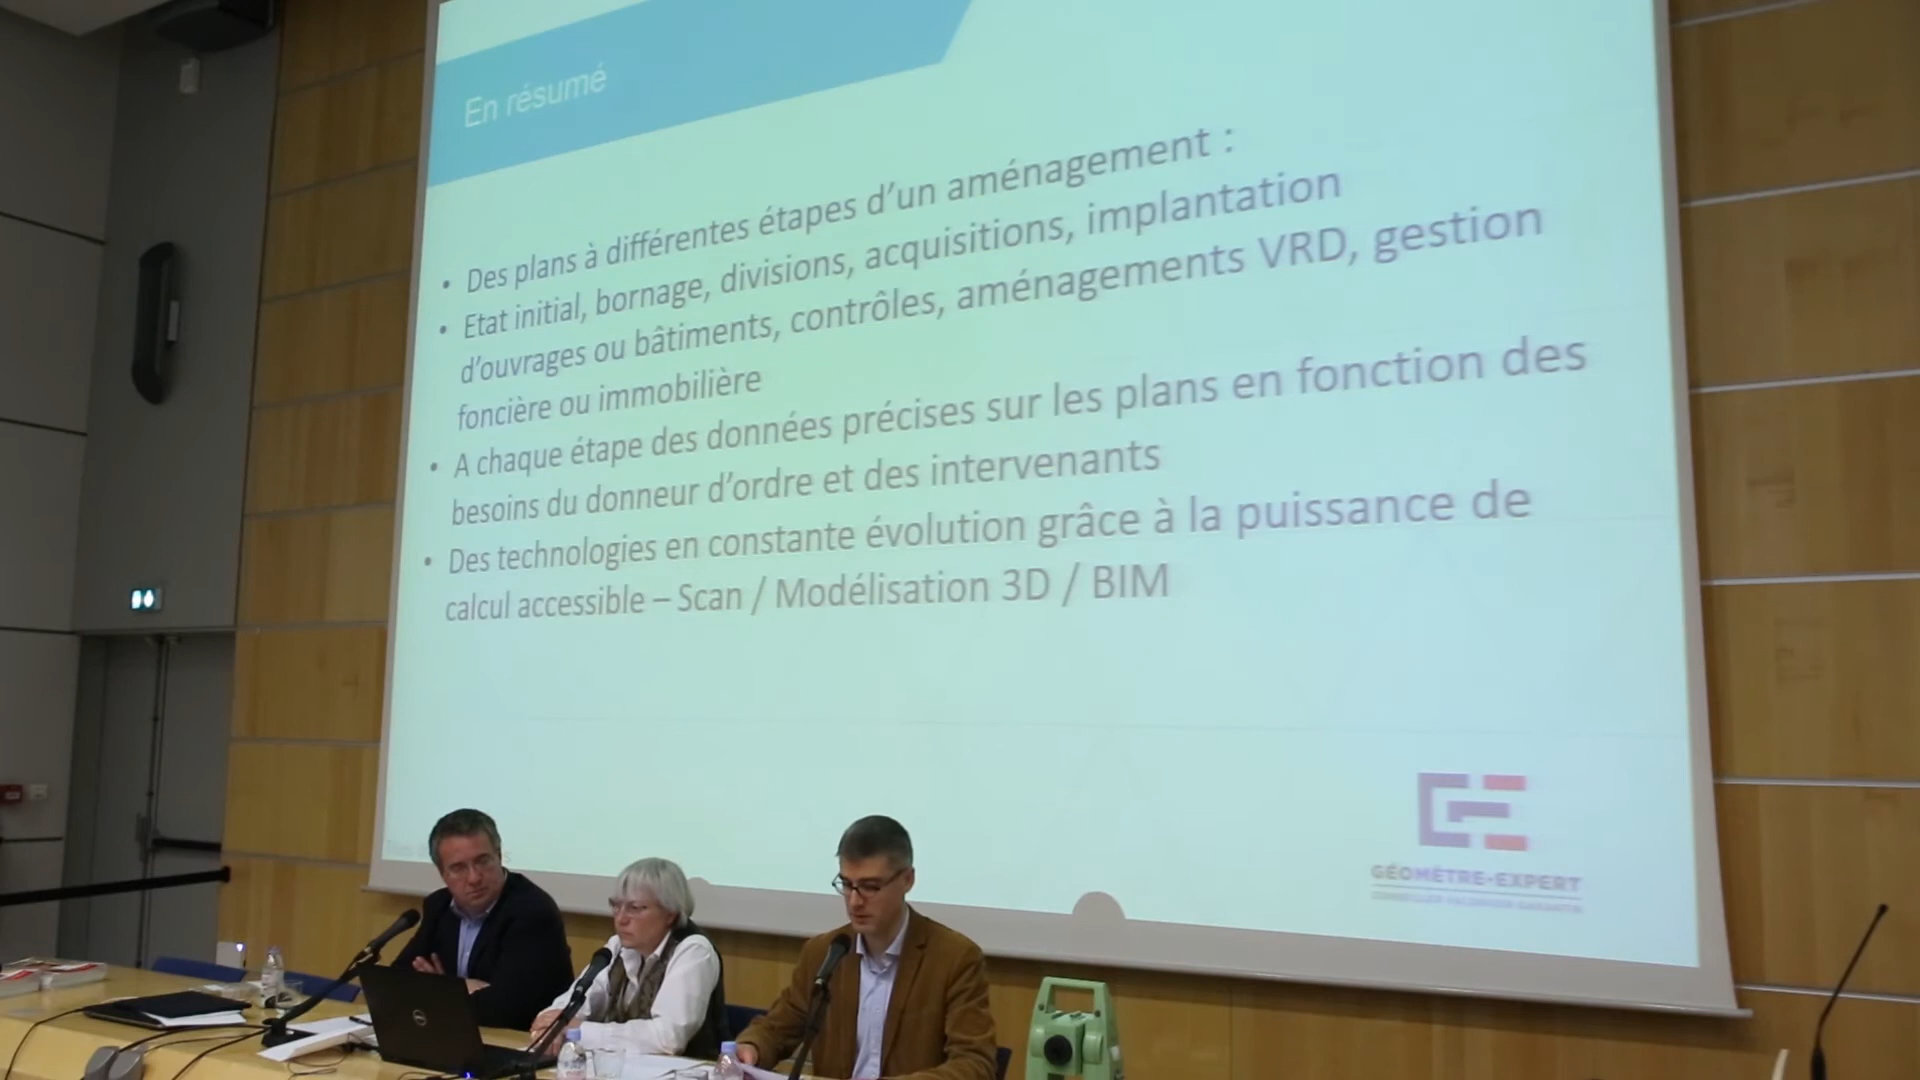 En résumé
• Des plans à différentes étapes d'un aménagement :
• Etat initial, bornage, divisions, acquisitions, implantation
d'ouvrages ou bâtiments, contrôles, aménagements VRD, gestion
foncière ou immobilière
• A chaque étape des données précises sur les plans en fonction des
besoins du donneur d'ordre et des intervenants
• Des technologies en constante évolution grâce à la puissance de
calcul accessible – Scan / Modélisation 3D / BIM
GE
GÉOMÈTRE-EXPERT
DELL